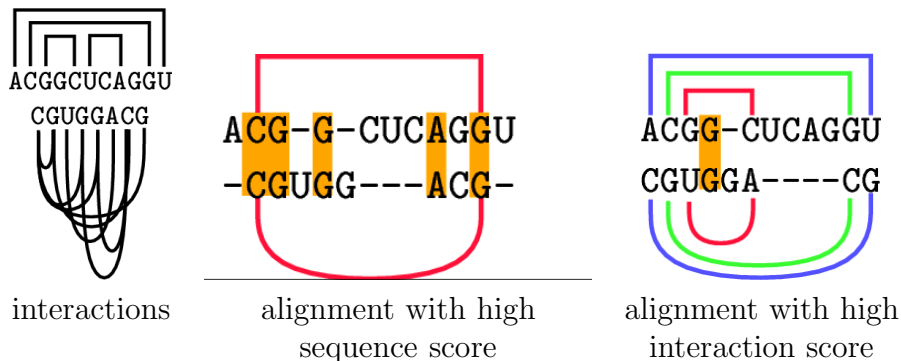 ACGGCUCAGGU
CGUGGACG
interactions
ACG-G-CUCAGGU
-CGUGG---ACG-
alignment with high
sequence score
ACGG-CUCAGGU
CGUGGA----CG
alignment with high
interaction score